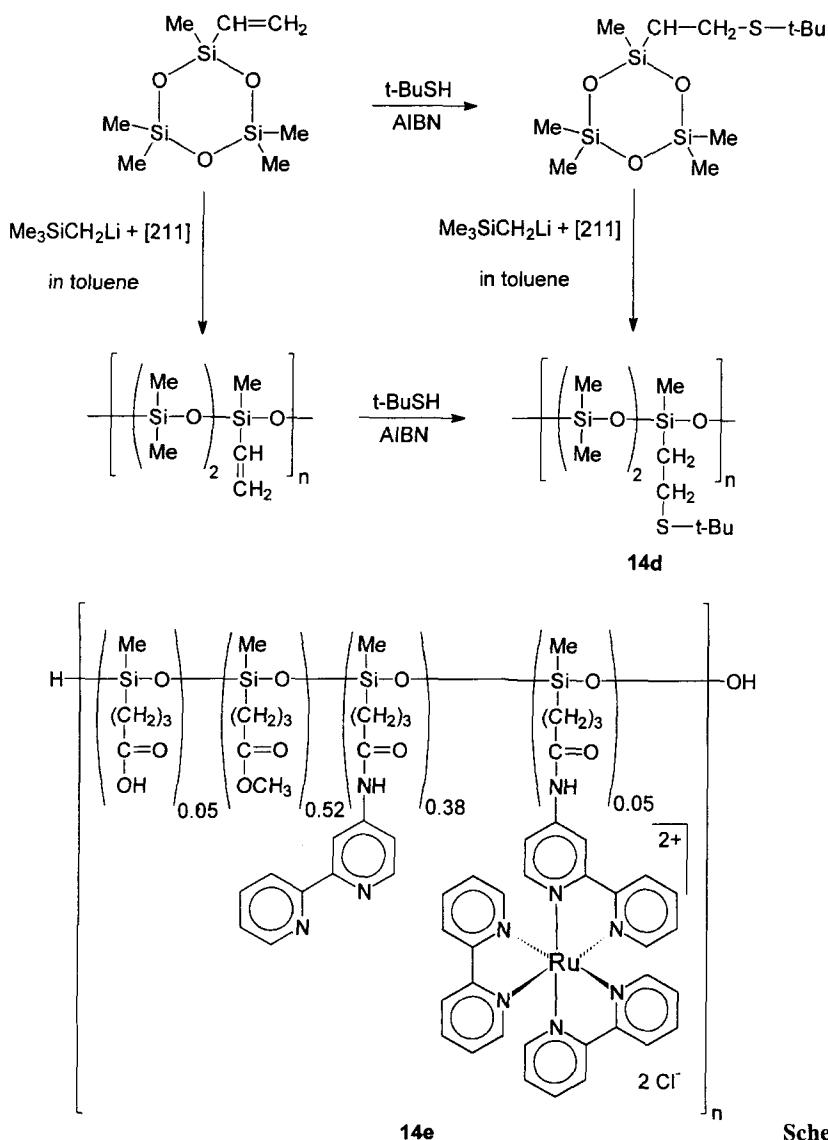 Me CH=CH₂
Si
O O
Me Si Si Me
Me O Me
t-BuSH
AIBN
Me CH—CH₂-S—t-Bu
Si
O O
Me Si Si Me
Me O Me
Me₃SiCH₂Li + [211]
in toluene
Me₃SiCH₂Li + [211]
in toluene
Me Me
Si—O—Si—O
Me CH
2 CH₂ n
t-BuSH
AIBN
Me Me
Si—O—Si—O
Me CH₂
2 CH₂ n
S—t-Bu
14d
Me Me Me Me
H Si—O Si—O Si—O Si—O OH
(CH₂)₃ (CH₂)₃ (CH₂)₃ (CH₂)₃
C=O C=O C=O C=O
OH OCH₃ NH NH
0.05 0.52 0.38 0.05
2+
N N N
N N N
Ru
N N
2 Cl⁻
n
14e
Sche